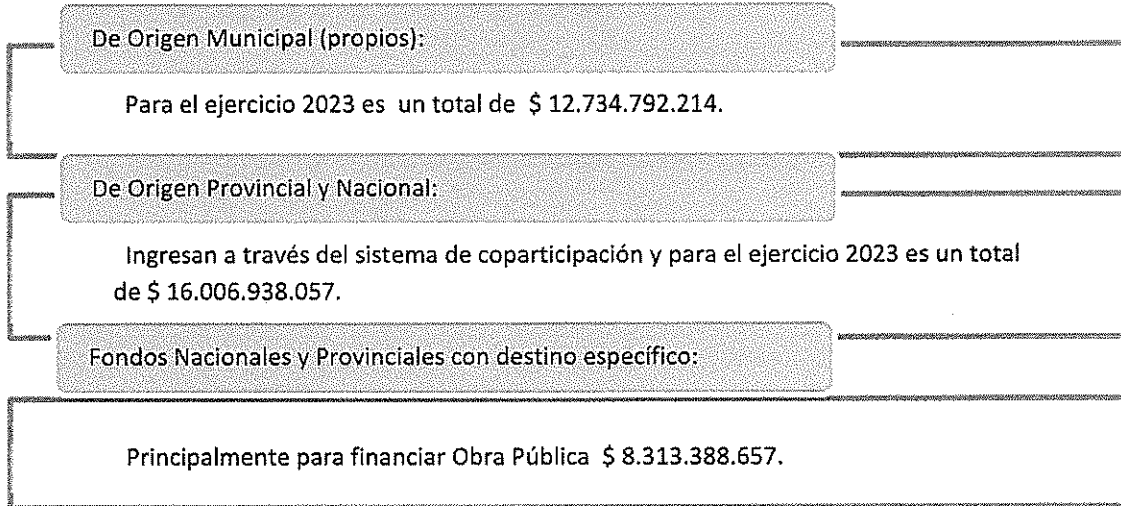 De Origen Municipal (propios):
Para el ejercicio 2023 es un total de $ 12.734.792.214.
De Origen Provincial y Nacional:
Ingresan a través del sistema de coparticipación y para el ejercicio 2023 es un total
de $ 16.006.938.057.
Fondos Nacionales y Provinciales con destino específico:
Principalmente para financiar Obra Pública $ 8.313.388.657.